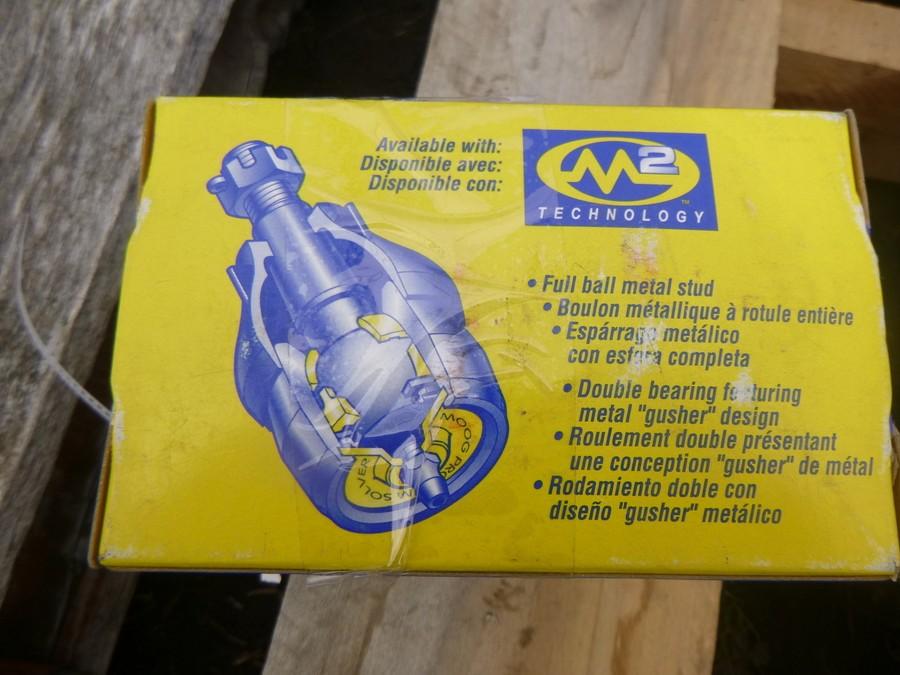 Available with:
Disponible avec:
Disponible con:
M2™
TECHNOLOGY
• Full ball metal stud
• Boulon métallique à rotule entière
• Espárrago metálico
con esfera completa
• Double bearing featuring
metal "gusher" design
• Roulement double présentant
une conception "gusher" de métal
• Rodamiento doble con
diseño "gusher" metálico